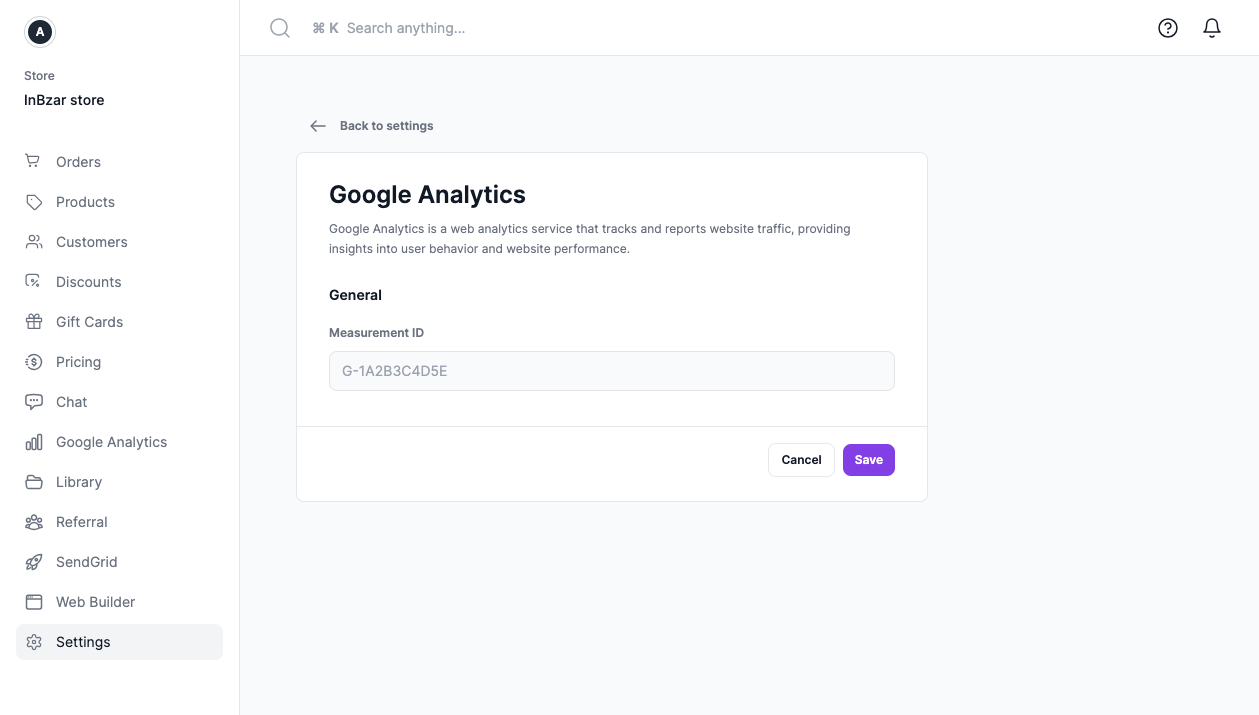 A
Store
InBzar store
Orders
Products
Customers
Discounts
Gift Cards
Pricing
Chat
Google Analytics
Library
Referral
SendGrid
Web Builder
Settings
⌘ K Search anything...
Back to settings
Google Analytics
Google Analytics is a web analytics service that tracks and reports website traffic, providing
insights into user behavior and website performance.
General
Measurement ID
G-1A2B3C4D5E
Cancel Save